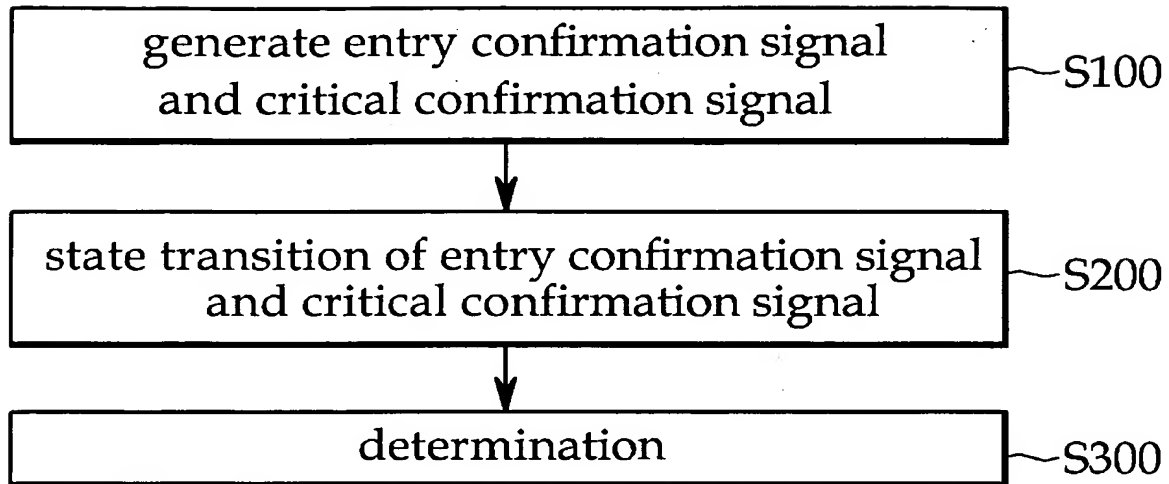 generate entry confirmation signal
and critical confirmation signal
S100
state transition of entry confirmation signal
and critical confirmation signal
S200
determination
S300